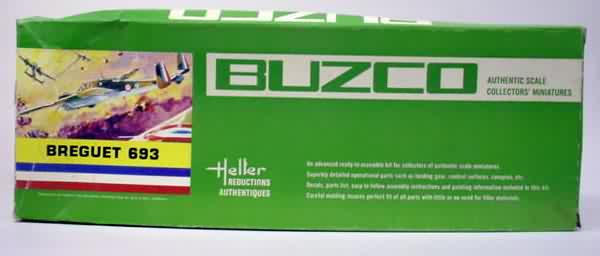 BUZCO
BUZCO
AUTHENTIC SCALE
COLLECTORS' MINIATURES
BREGUET 693
Heller
REDUCTIONS
AUTHENTIQUES
An advanced ready-to-assemble kit for collectors of authentic scale miniatures.
Superbly detailed operational parts such as landing gear, control surfaces, canopies, etc.
Decals, parts list, easy to follow assembly instructions and painting information included in this kit.
Careful molding insures perfect fit of all parts with little or no need for filler materials.